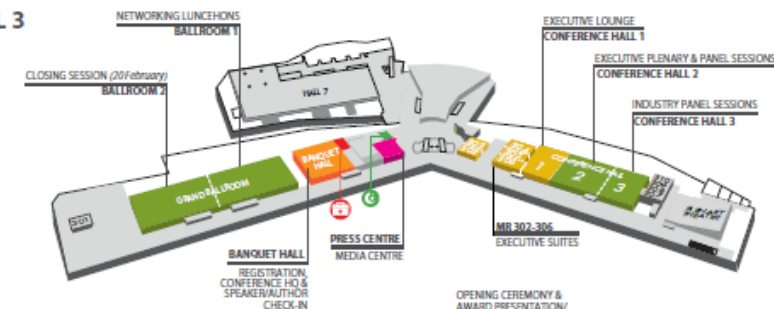 L 3
NETWORKING LUNCEHONS
BALLROOM 1
CLOSING SESSION (20 February)
BALLROOM 2
HALL 7
EXECUTIVE LOUNGE
CONFERENCE HALL 1
EXECUTIVE PLENARY & PANEL SESSIONS
CONFERENCE HALL 2
INDUSTRY PANEL SESSIONS
CONFERENCE HALL 3
GRAND BALLROOM
BANQUET
HALL
CONFERENCE HALL
1
2
3
BANQUET HALL
REGISTRATION,
CONFERENCE HQ &
SPEAKER/AUTHOR
CHECK-IN
PRESS CENTRE
MEDIA CENTRE
MR 302-306
EXECUTIVE SUITES
OPENING CEREMONY &
AWARD PRESENTATION/